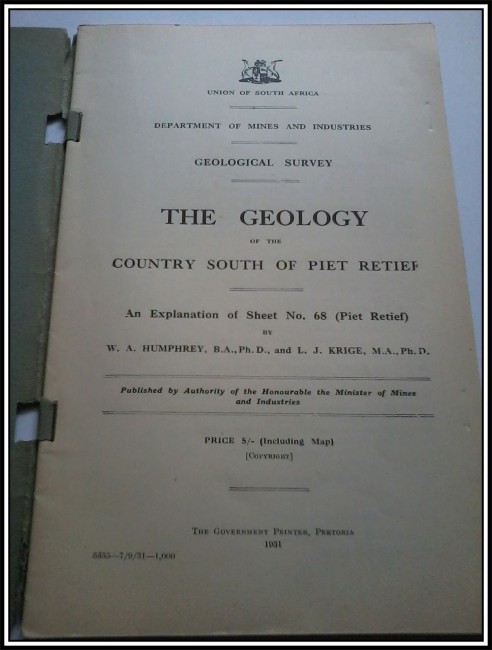 UNION OF SOUTH AFRICA
DEPARTMENT OF MINES AND INDUSTRIES
GEOLOGICAL SURVEY
THE GEOLOGY
OF THE
COUNTRY SOUTH OF PIET RETIEF
An Explanation of Sheet No. 68 (Piet Retief)
BY
W. A. HUMPHREY, B.A., Ph.D., and L. J. KRIGE, M.A., Ph.D.
Published by Authority of the Honourable the Minister of Mines
and Industries
PRICE 5/- (Including Map)
[COPYRIGHT]
THE GOVERNMENT PRINTER, PRETORIA
1931
5555—7/9/31—1,000